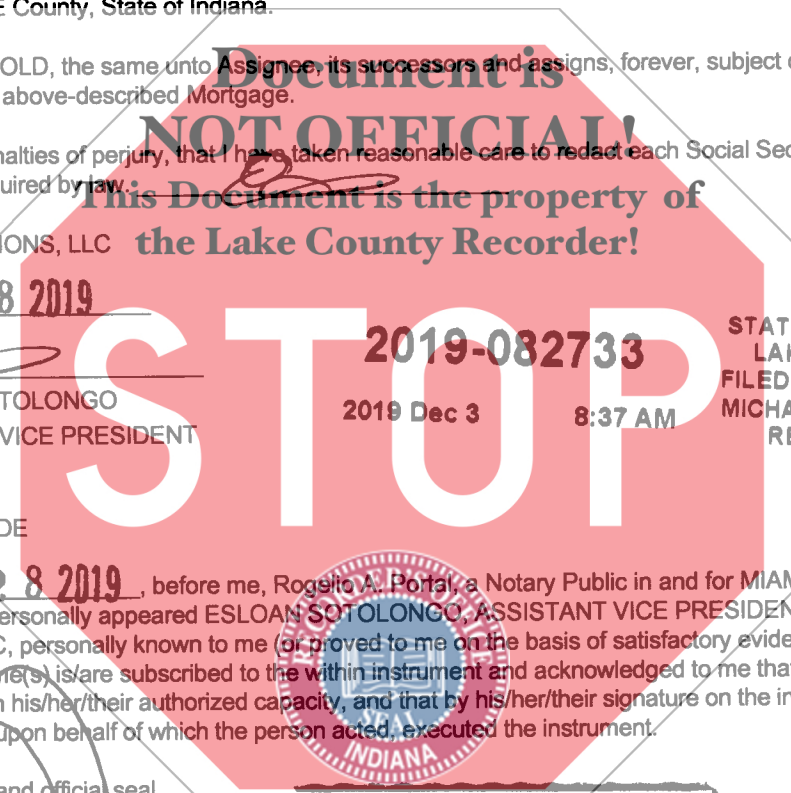 E County, State of Indiana.
Document is
OLD, the same unto Assignee, its successors and assigns, forever, subject
above-described Mortgage.
NOT OFFICIAL!
nalties of perjury, that I have taken reasonable care to redact each Social Sec
uired by law.
This Document is the property of
IONS, LLC
the Lake County Recorder!
8 2019
STOP
2019-082733
2019 Dec 3 8:37 AM
STAT
LAK
FILED
MICHA
RE
TOLONGO
VICE PRESIDENT
DE
2 8 2019, before me, Rogelio A. Portal, a Notary Public in and for MIAM
ersonally appeared ESLOAN SOTOLONGO, ASSISTANT VICE PRESIDEN
C, personally known to me (or proved to me on the basis of satisfactory evide
me(s) is/are subscribed to the within instrument and acknowledged to me that
n his/her/their authorized capacity, and that by his/her/their signature on the in
upon behalf of which the person acted, executed the instrument.
SEAL
INDIANA
and official seal